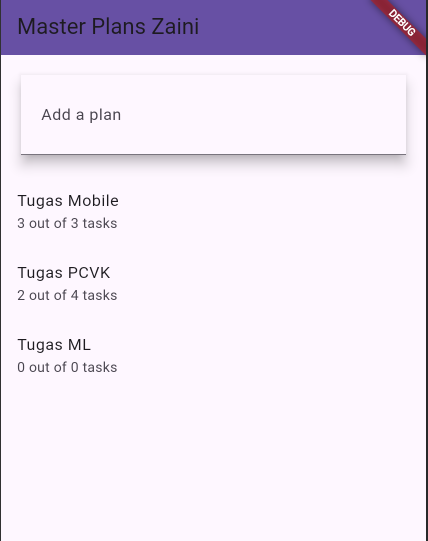 Master Plans Zaini
DEBUG
Add a plan
Tugas Mobile
3 out of 3 tasks
Tugas PCVK
2 out of 4 tasks
Tugas ML
0 out of 0 tasks